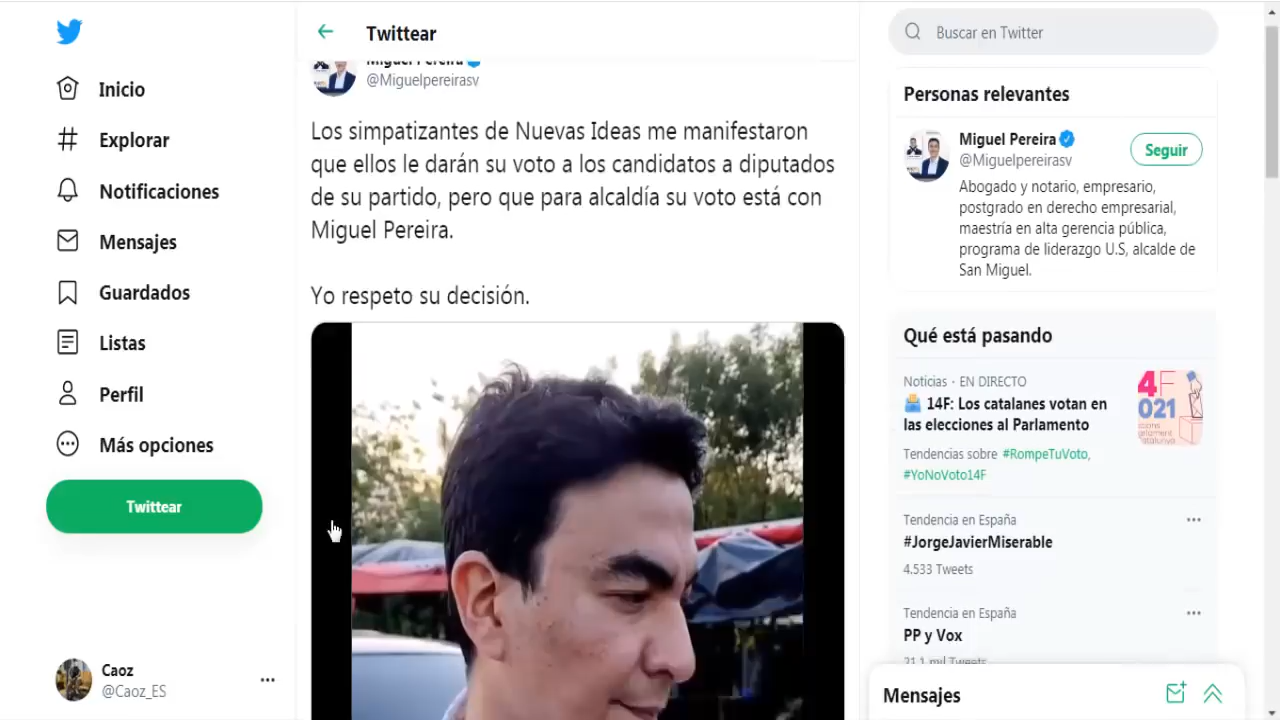 Inicio
Explorar
Notificaciones
Mensajes
Guardados
Listas
Perfil
Más opciones
Twittear
Caoz
@Caoz_ES
Twittear
Miguel Pereira
@Miguelpereirasv
Los simpatizantes de Nuevas Ideas me manifestaron
que ellos le darán su voto a los candidatos a diputados
de su partido, pero que para alcaldía su voto está con
Miguel Pereira.
Yo respeto su decisión.
Buscar en Twitter
Personas relevantes
Miguel Pereira
@Miguelpereirasv
Seguir
Abogado y notario, empresario,
postgrado en derecho empresarial,
maestría en alta gerencia pública,
programa de liderazgo U.S, alcalde de
San Miguel.
Qué está pasando
Noticias · EN DIRECTO
14F: Los catalanes votan en
las elecciones al Parlamento
Tendencias sobre #RompeTuVoto,
#YoNoVoto14F
4F
021
Tendencia en España
#JorgeJavierMiserable
4.533 Tweets
Tendencia en España
PP y Vox
21,1 mil Tweets
Mensajes